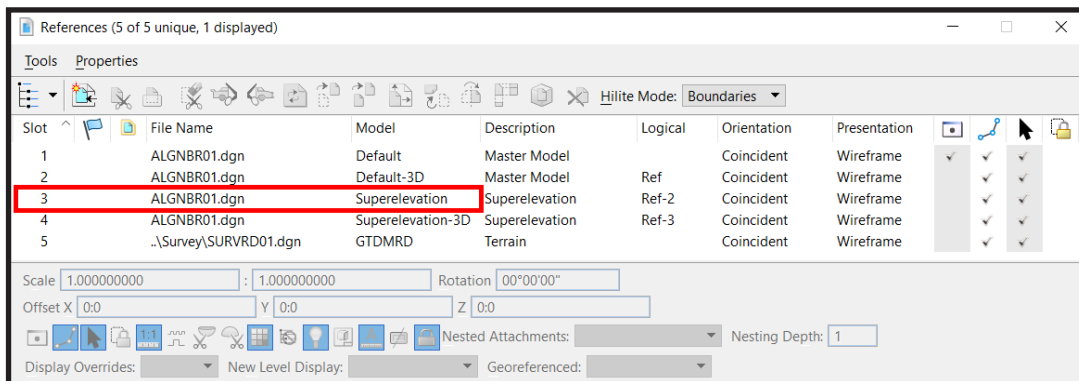 References (5 of 5 unique, 1 displayed)
Tools Properties
Hilite Mode: Boundaries
Slot File Name Model Description Logical Orientation Presentation
1 ALGNBR01.dgn Default Master Model Coincident Wireframe
2 ALGNBR01.dgn Default-3D Master Model Ref Coincident Wireframe
3 ALGNBR01.dgn Superelevation Superelevation Ref-2 Coincident Wireframe
4 ALGNBR01.dgn Superelevation-3D Superelevation Ref-3 Coincident Wireframe
5 ..\Survey\SURVRD01.dgn GTDMRD Terrain Coincident Wireframe
Scale 1.000000000 : 1.000000000 Rotation 00°00'00"
Offset X 0:0 Y 0:0 Z 0:0
1:1 Nested Attachments: Nesting Depth: 1
Display Overrides: New Level Display: Georeferenced: